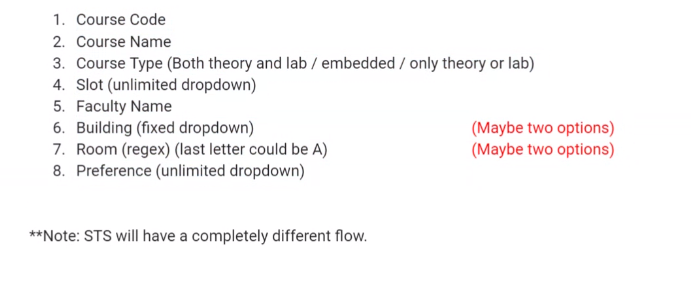 1. Course Code
2. Course Name
3. Course Type (Both theory and lab / embedded / only theory or lab)
4. Slot (unlimited dropdown)
5. Faculty Name
6. Building (fixed dropdown) (Maybe two options)
7. Room (regex) (last letter could be A) (Maybe two options)
8. Preference (unlimited dropdown)
**Note: STS will have a completely different flow.